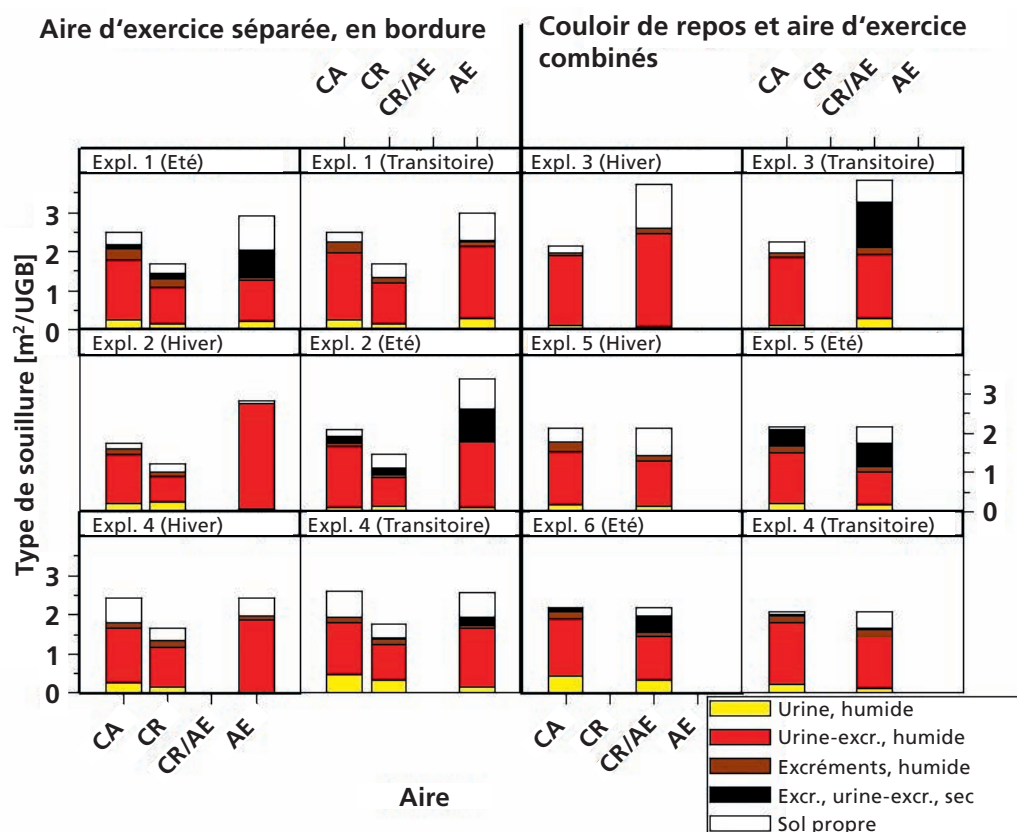 Aire d'exercice séparée, en bordure
Couloir de repos et aire d'exercice
combinés
CA CR CR/AE AE
CA CR CR/AE AE
Type de souillure [m²/UGB]
Expl. 1 (Eté)
Expl. 1 (Transitoire)
Expl. 3 (Hiver)
Expl. 3 (Transitoire)
3
2
1
0
Expl. 2 (Hiver)
Expl. 2 (Eté)
Expl. 5 (Hiver)
Expl. 5 (Eté)
3
2
1
0
Expl. 4 (Hiver)
Expl. 4 (Transitoire)
Expl. 6 (Eté)
Expl. 4 (Transitoire)
3
2
1
0
CA CR CR/AE AE
CA CR CR/AE AE
Aire
Urine, humide
Urine-excr., humide
Excréments, humide
Excr., urine-excr., sec
Sol propre